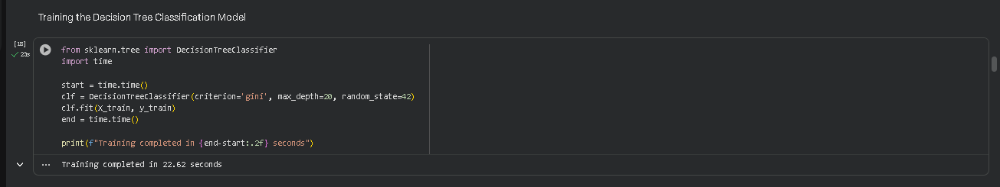 Training the Decision Tree Classification Model
[18]
23s
from sklearn.tree import DecisionTreeClassifier
import time
start = time.time()
clf = DecisionTreeClassifier(criterion='gini', max_depth=20, random_state=42)
clf.fit(X_train, y_train)
end = time.time()
print(f"Training completed in {end-start:.2f} seconds")
Training completed in 22.62 seconds